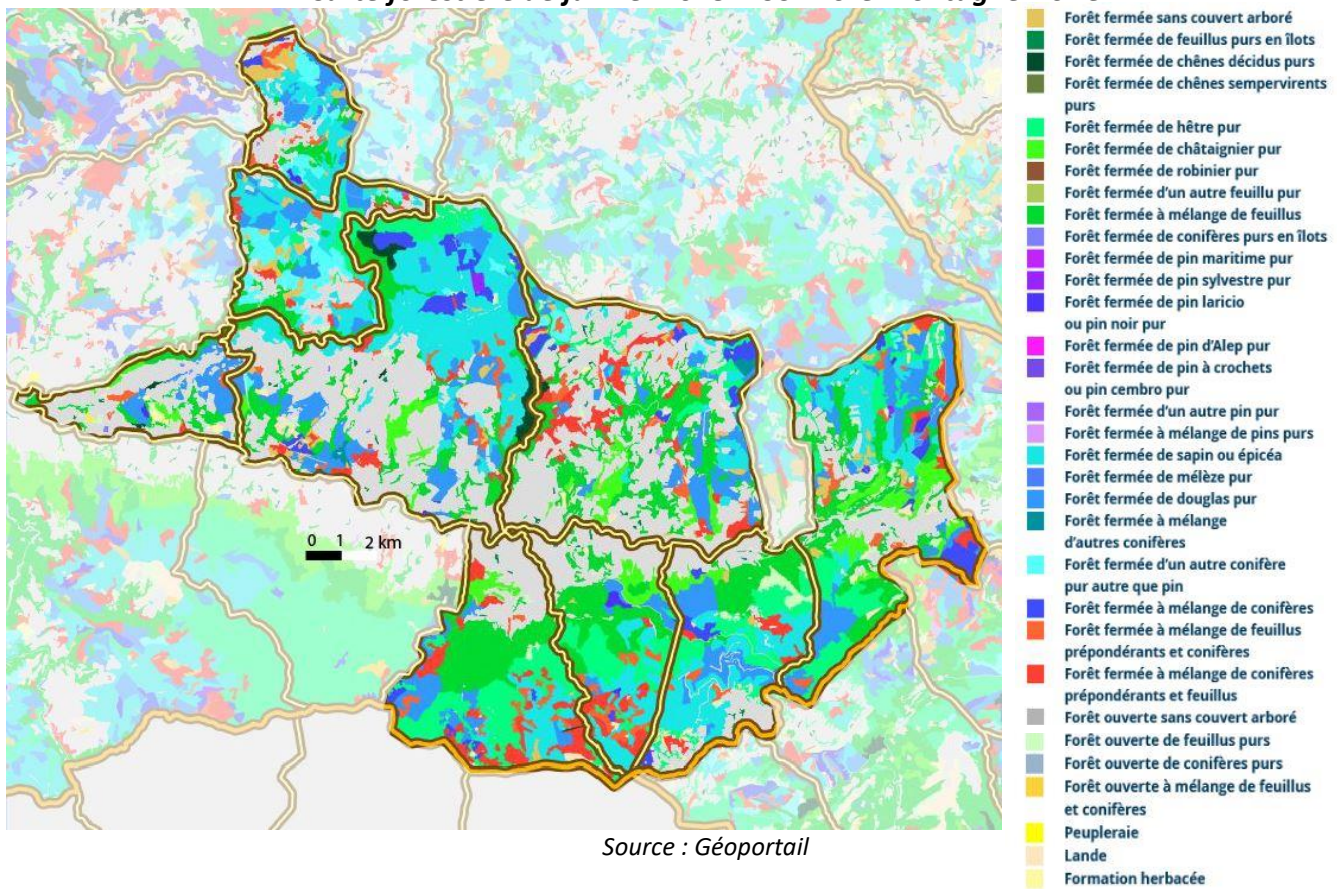 Forêt fermée sans couvert arboré
Forêt fermée de feuillus purs en îlots
Forêt fermée de chênes décidus purs
Forêt fermée de chênes sempervirents
purs
Forêt fermée de hêtre pur
Forêt fermée de châtaignier pur
Forêt fermée de robinier pur
Forêt fermée d'un autre feuillu pur
Forêt fermée à mélange de feuillus
Forêt fermée de conifères purs en îlots
Forêt fermée de pin maritime pur
Forêt fermée de pin sylvestre pur
Forêt fermée de pin laricio
ou pin noir pur
Forêt fermée de pin d'Alep pur
Forêt fermée de pin à crochets
ou pin cembro pur
Forêt fermée d'un autre pin pur
Forêt fermée à mélange de pins purs
Forêt fermée de sapin ou épicéa
Forêt fermée de mélèze pur
Forêt fermée de douglas pur
Forêt fermée à mélange
d'autres conifères
Forêt fermée d'un autre conifère
pur autre que pin
Forêt fermée à mélange de conifères
Forêt fermée à mélange de feuillus
prépondérants et conifères
Forêt fermée à mélange de conifères
prépondérants et feuillus
Forêt ouverte sans couvert arboré
Forêt ouverte de feuillus purs
Forêt ouverte de conifères purs
Forêt ouverte à mélange de feuillus
et conifères
Peupleraie
Lande
Formation herbacée
0 1 2 km
Source : Géoportail